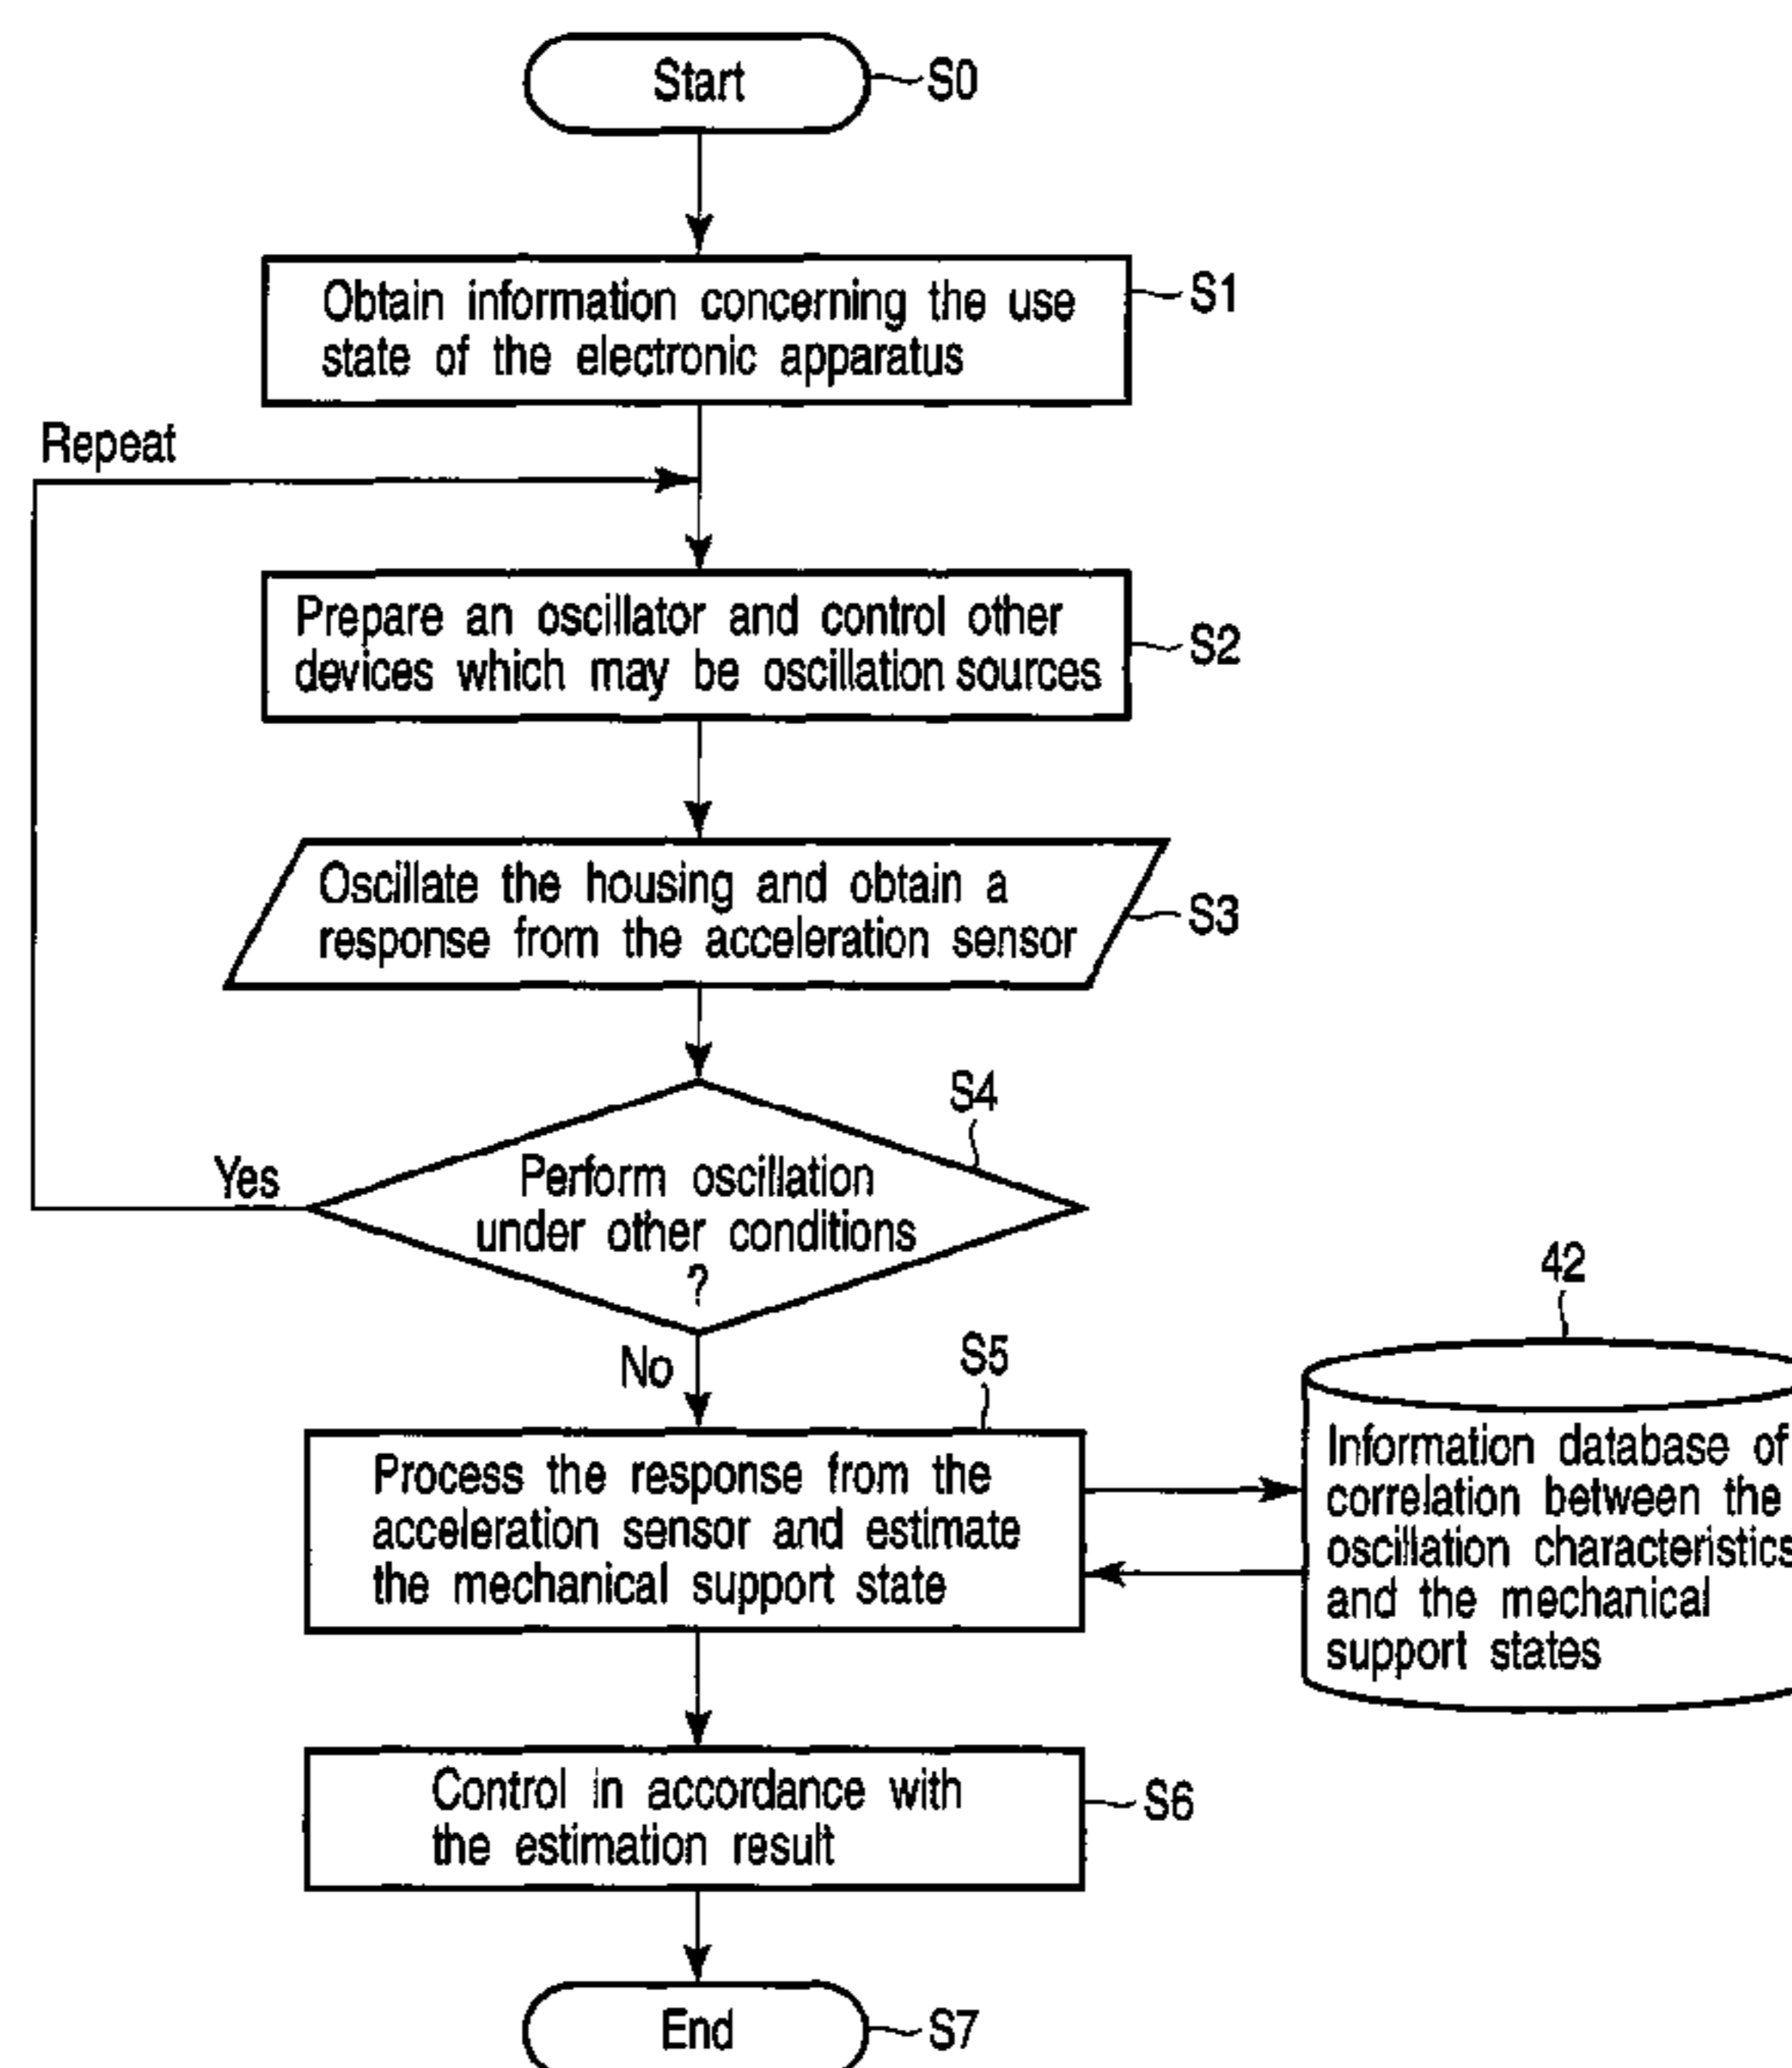 Start
S0
Obtain information concerning the use
state of the electronic apparatus
S1
Repeat
Prepare an oscillator and control other
devices which may be oscillation sources
S2
Oscillate the housing and obtain a
response from the acceleration sensor
S3
S4
Yes
Perform oscillation
under other conditions
?
No
S5
42
Process the response from the
acceleration sensor and estimate
the mechanical support state
Information database of
correlation between the
oscillation characteristics
and the mechanical
support states
Control in accordance with
the estimation result
S6
End
S7